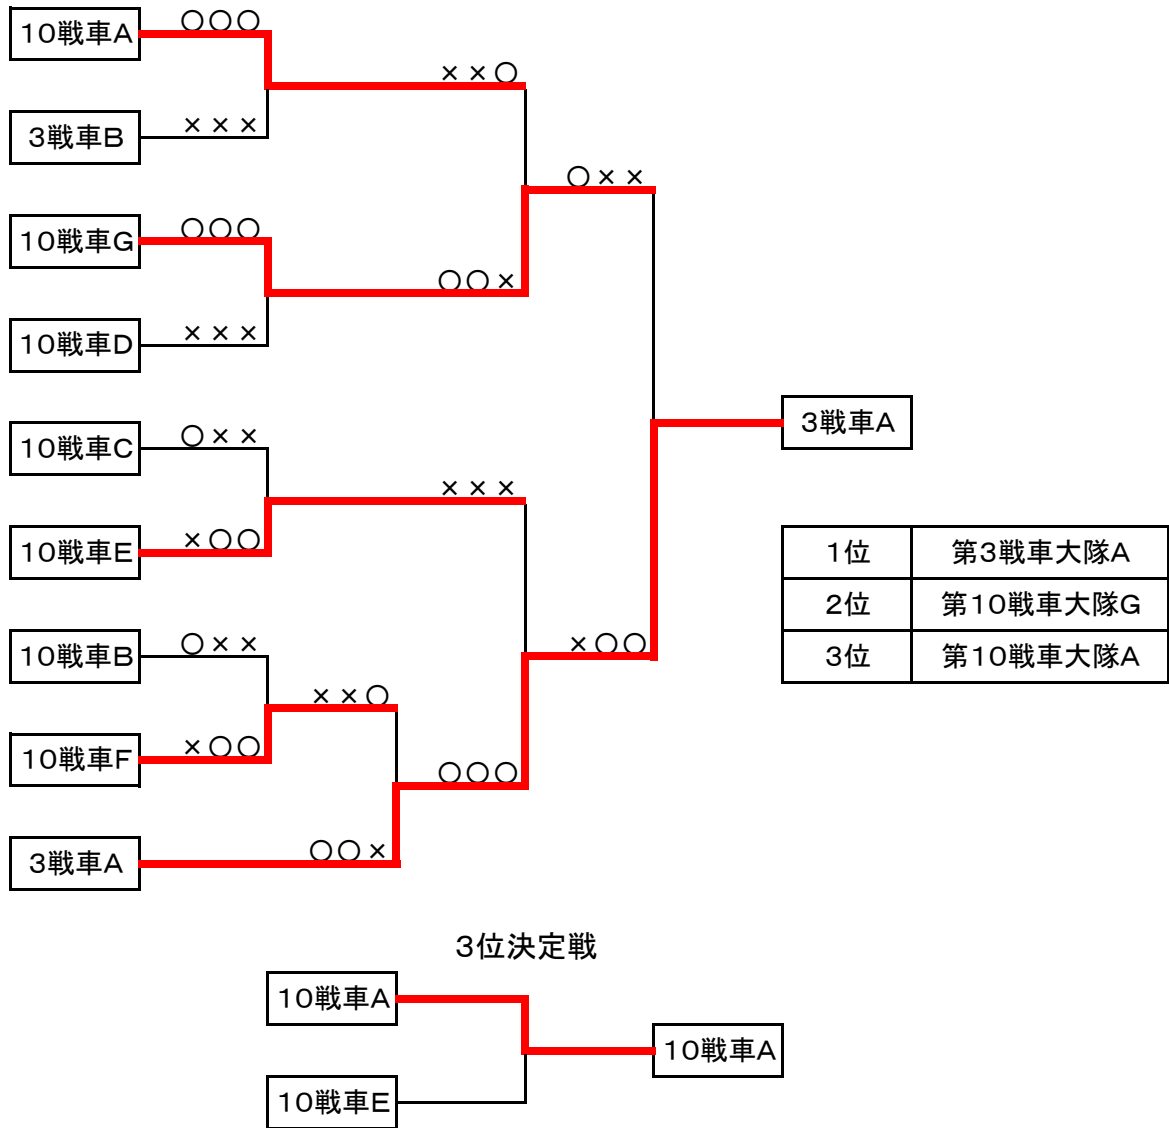 ○○○
10戦車A
××○
3戦車B
×××
○××
○○○
10戦車G
○○×
10戦車D
×××
3戦車A
10戦車C
○××
×××
10戦車E
×○○
1位 第3戦車大隊A
2位 第10戦車大隊G
3位 第10戦車大隊A
10戦車B
○××
×○○
××○
10戦車F
×○○
○○○
3戦車A
○○×
3位決定戦
10戦車A
10戦車A
10戦車E